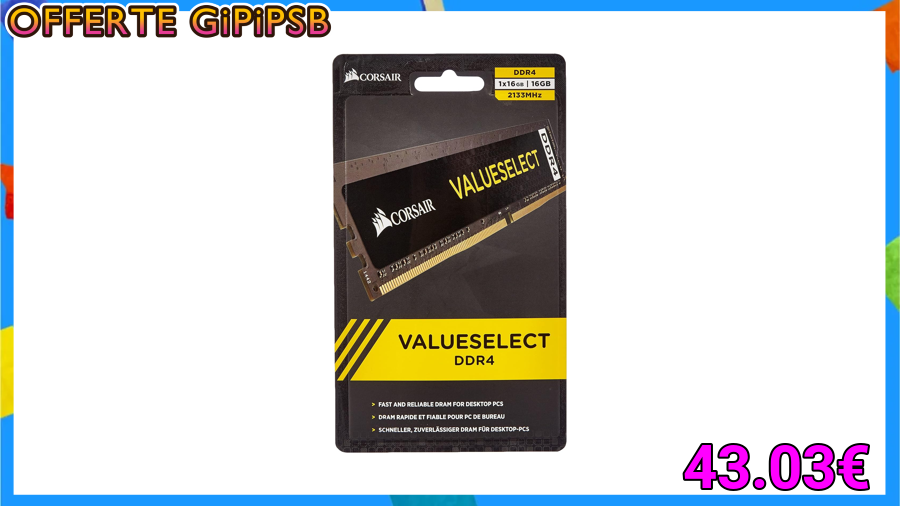 OFFERTE GiPiPSB
CORSAIR
DDR4
1x16GB | 16GB
2133MHz
VALUESELECT
DDR4
CORSAIR
VALUESELECT
DDR4
> FAST AND RELIABLE DRAM FOR DESKTOP PCS
> DRAM RAPIDE ET FIABLE POUR PC DE BUREAU
> SCHNELLER, ZUVERLÄSSIGER DRAM FÜR DESKTOP-PCS
43.03€